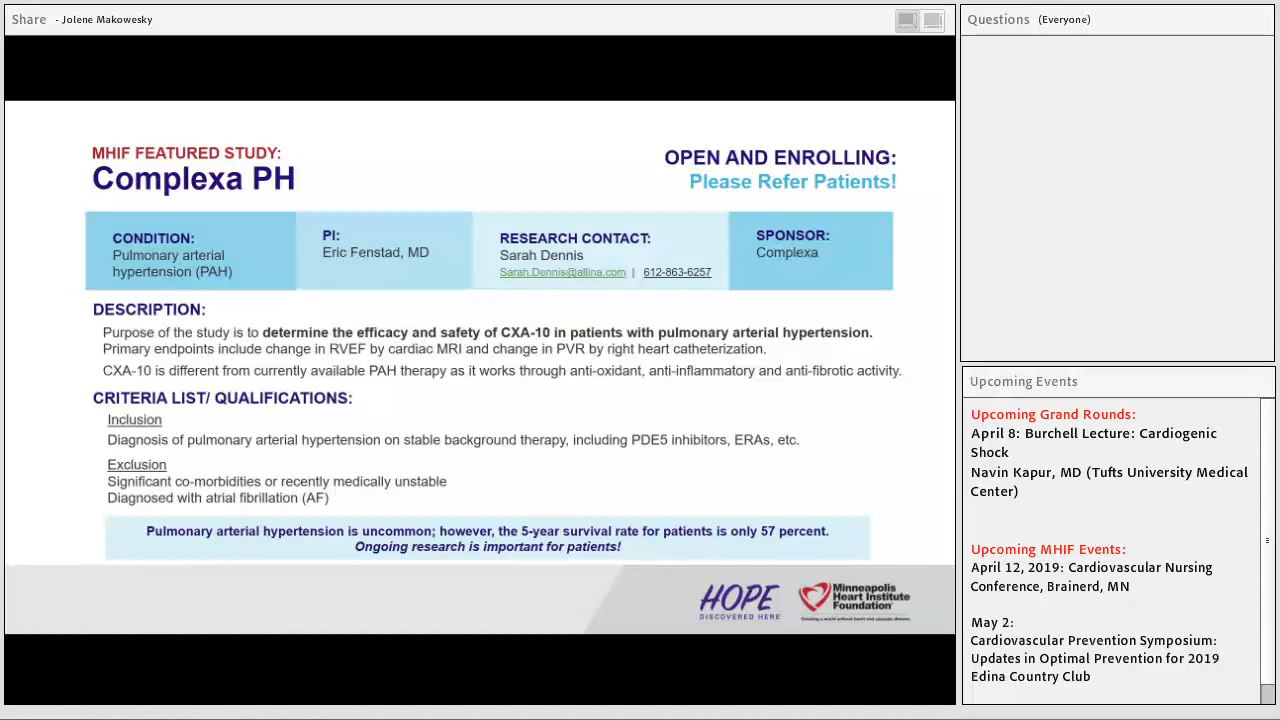 Share - Jolene Makowesky
MHIF FEATURED STUDY:
Complexa PH
OPEN AND ENROLLING:
Please Refer Patients!
CONDITION:
Pulmonary arterial
hypertension (PAH)
PI:
Eric Fenstad, MD
RESEARCH CONTACT:
Sarah Dennis
Sarah.Dennis@allina.com | 612-863-6257
SPONSOR:
Complexa
DESCRIPTION:
Purpose of the study is to determine the efficacy and safety of CXA-10 in patients with pulmonary arterial hypertension.
Primary endpoints include change in RVEF by cardiac MRI and change in PVR by right heart catheterization.
CXA-10 is different from currently available PAH therapy as it works through anti-oxidant, anti-inflammatory and anti-fibrotic activity.
CRITERIA LIST/ QUALIFICATIONS:
Inclusion
Diagnosis of pulmonary arterial hypertension on stable background therapy, including PDE5 inhibitors, ERAs, etc.
Exclusion
Significant co-morbidities or recently medically unstable
Diagnosed with atrial fibrillation (AF)
Pulmonary arterial hypertension is uncommon; however, the 5-year survival rate for patients is only 57 percent.
Ongoing research is important for patients!
HOPE
DISCOVERED HERE
Minneapolis
Heart Institute
Foundation
Creating a world without heart and vascular disease.
Questions (Everyone)
Upcoming Events
Upcoming Grand Rounds:
April 8: Burchell Lecture: Cardiogenic
Shock
Navin Kapur, MD (Tufts University Medical
Center)
Upcoming MHIF Events:
April 12, 2019: Cardiovascular Nursing
Conference, Brainerd, MN
May 2:
Cardiovascular Prevention Symposium:
Updates in Optimal Prevention for 2019
Edina Country Club